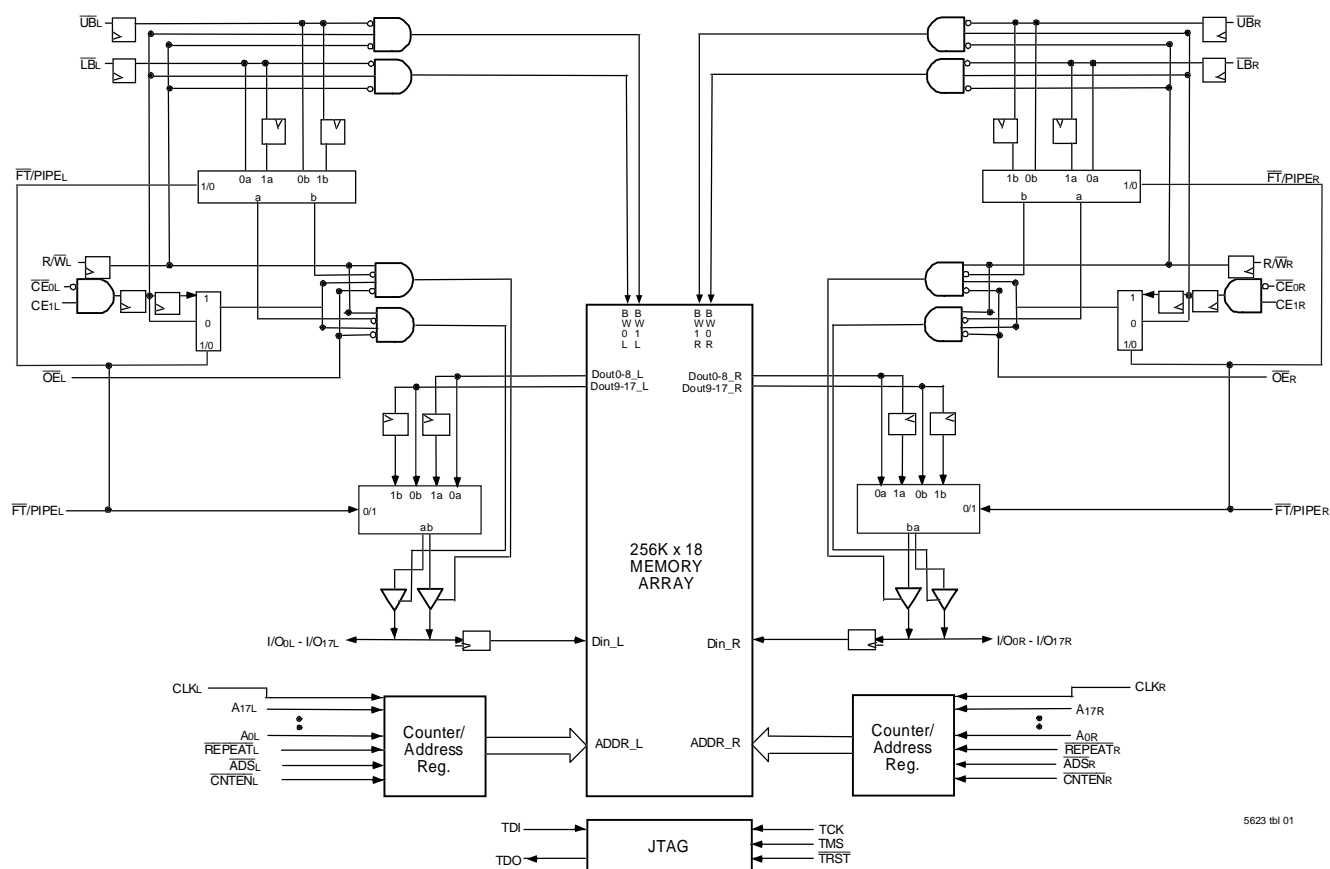 UBL
UBR
LBL
LBR
0a 1a 0b 1b
1b 0b 1a 0a
FT/PIPEL
1/0
1/0
FT/PIPER
a b
b a
R/WL
R/WR
CE0L
CE0R
CE1L
CE1R
1
0
1/0
1
0
1/0
BW0L
BW1L
BW1R
BW0R
OEL
OER
Dout0-8_L
Dout9-17_L
Dout0-8_R
Dout9-17_R
1b 0b 1a 0a
0a 1a 0b 1b
FT/PIPEL
0/1
0/1
FT/PIPER
ab
ba
256K x 18
MEMORY
ARRAY
I/O0L - I/O17L
Din_L
Din_R
I/O0R - I/O17R
CLKL
CLKR
A17L
A17R
A0L
A0R
REPEATL
REPEATR
ADSL
ADSR
CNTENL
CNTENR
Counter/
Address
Reg.
ADDR_L
ADDR_R
Counter/
Address
Reg.
TDI
TDO
JTAG
TCK
TMS
TRST
5623 tbl 01